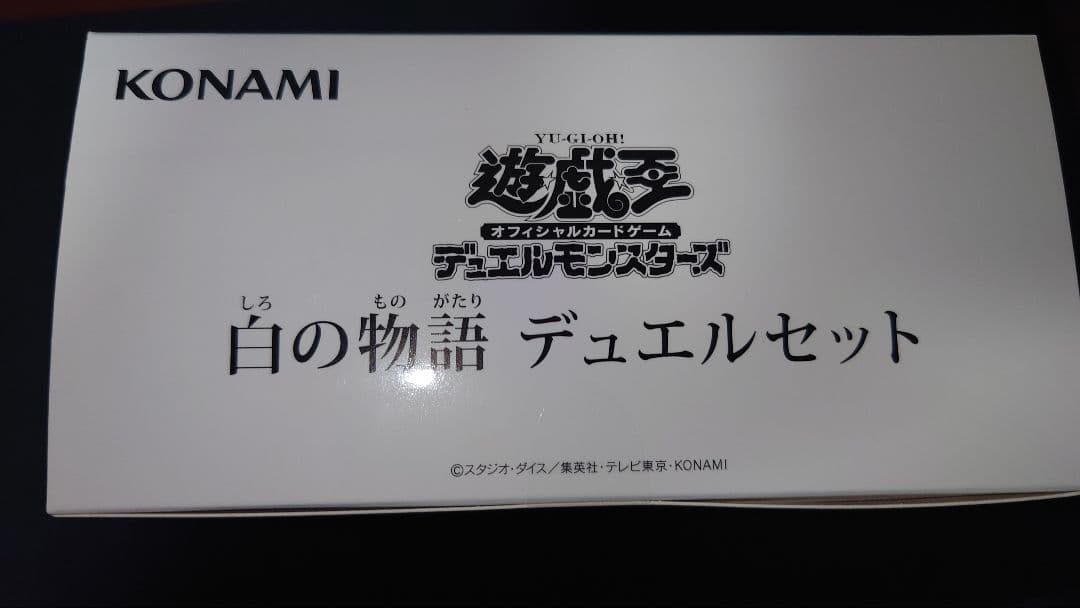 KONAMI
YU-GI-OH!
遊戯王
オフィシャルカードゲーム
デュエルモンスターズ
しろ もの がたり
白の物語 デュエルセット
©スタジオ・ダイス／集英社・テレビ東京・KONAMI